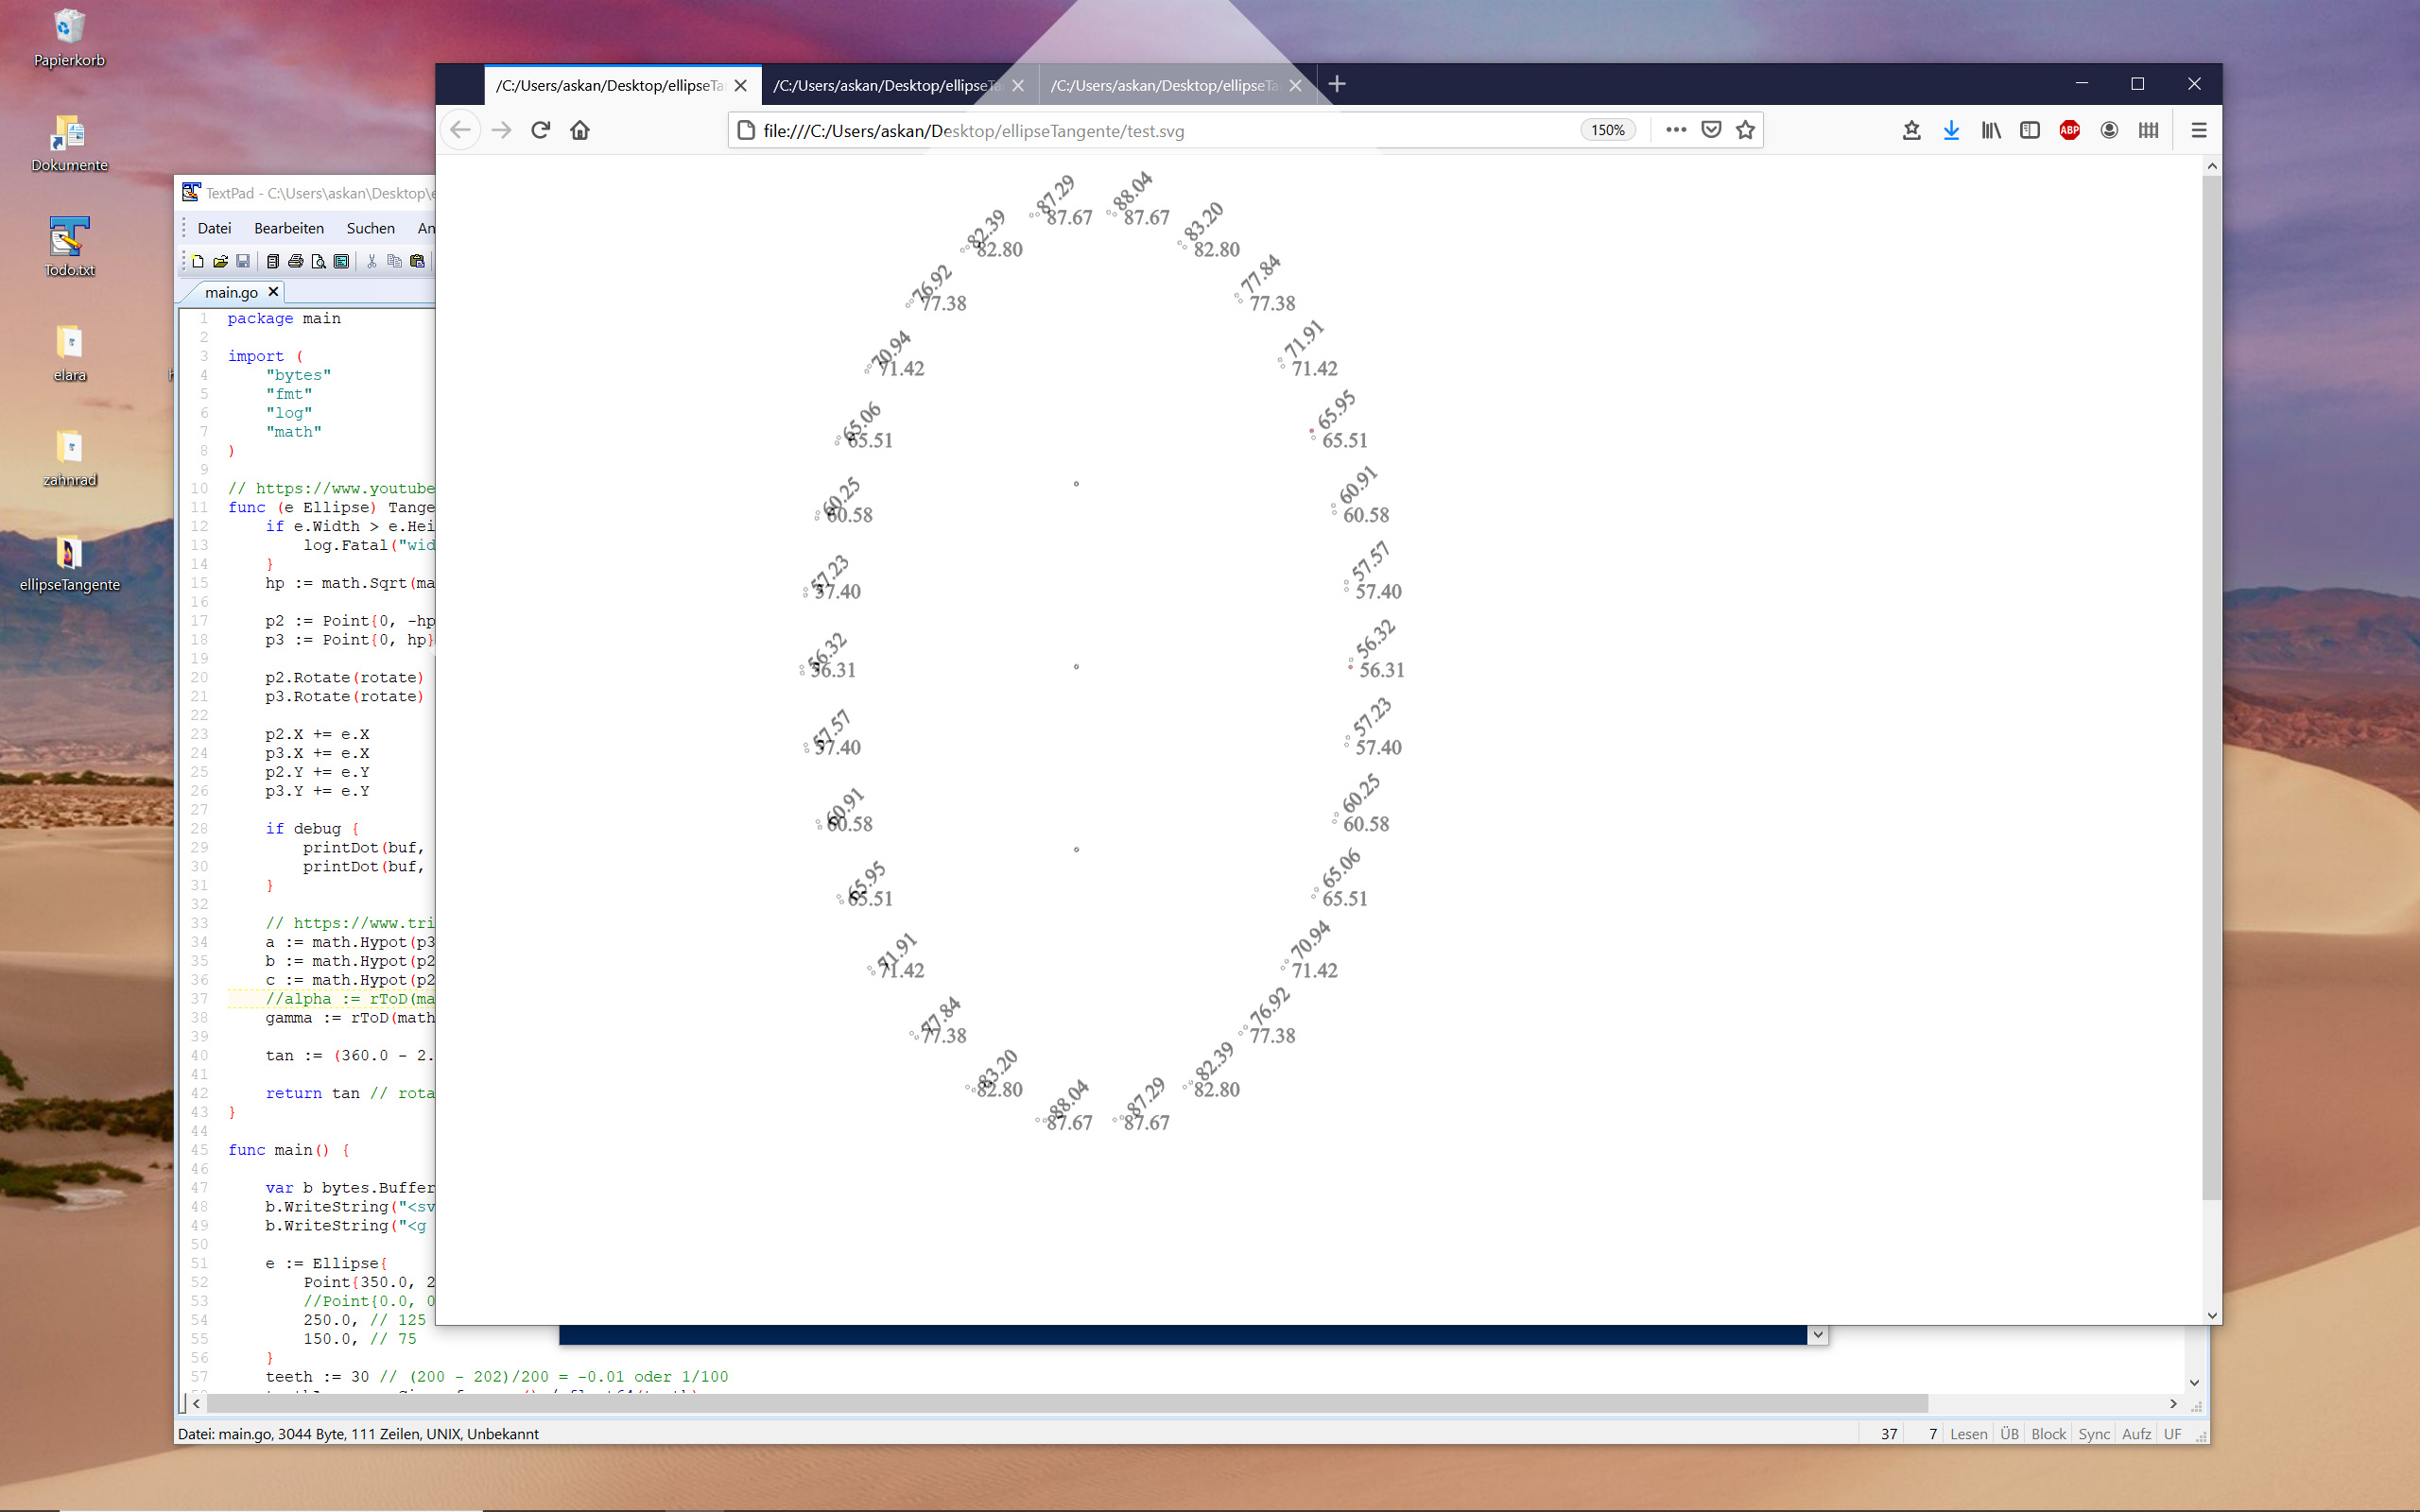 Papierkorb
Dokumente
Todo.txt
elara
zahnrad
ellipseTangente
/C:/Users/askan/Desktop/ellipseTa
/C:/Users/askan/Desktop/ellipseTa
/C:/Users/askan/Desktop/ellipseTa
file:///C:/Users/askan/Desktop/ellipseTangente/test.svg
150%
ABP
TextPad - C:\Users\askan\Desktop\e
Datei Bearbeiten Suchen An
main.go
1 package main
2
3 import (
4 "bytes"
5 "fmt"
6 "log"
7 "math"
8 )
9
10 // https://www.youtube
11 func (e Ellipse) Tange
12 if e.Width > e.Hei
13 log.Fatal("wid
14 }
15 hp := math.Sqrt(ma
16
17 p2 := Point{0, -hp
18 p3 := Point{0, hp}
19
20 p2.Rotate(rotate)
21 p3.Rotate(rotate)
22
23 p2.X += e.X
24 p3.X += e.X
25 p2.Y += e.Y
26 p3.Y += e.Y
27
28 if debug {
29 printDot(buf,
30 printDot(buf,
31 }
32
33 // https://www.tri
34 a := math.Hypot(p3
35 b := math.Hypot(p2
36 c := math.Hypot(p2
37 //alpha := rToD(ma
38 gamma := rToD(math
39
40 tan := (360.0 - 2.
41
42 return tan // rota
43 }
44
45 func main() {
46
47 var b bytes.Buffer
48 b.WriteString("<sv
49 b.WriteString("<g
50
51 e := Ellipse{
52 Point{350.0, 2
53 //Point{0.0, 0
54 250.0, // 125
55 150.0, // 75
56 }
57 teeth := 30 // (200 - 202)/200 = -0.01 oder 1/100
87.29 88.04
87.67 87.67
82.39 83.20
82.80 82.80
76.92 77.84
77.38 77.38
70.94 71.91
71.42 71.42
65.06 65.95
65.51 65.51
60.25 60.91
60.58 60.58
57.23 57.57
57.40 57.40
56.32 56.32
56.31 56.31
57.57 57.23
57.40 57.40
60.91 60.25
60.58 60.58
65.95 65.06
65.51 65.51
71.91 70.94
71.42 71.42
77.84 76.92
77.38 77.38
83.20 82.39
82.80 82.80
88.04 87.29
87.67 87.67
Datei: main.go, 3044 Byte, 111 Zeilen, UNIX, Unbekannt
37 7 Lesen ÜB Block Sync Aufz UF